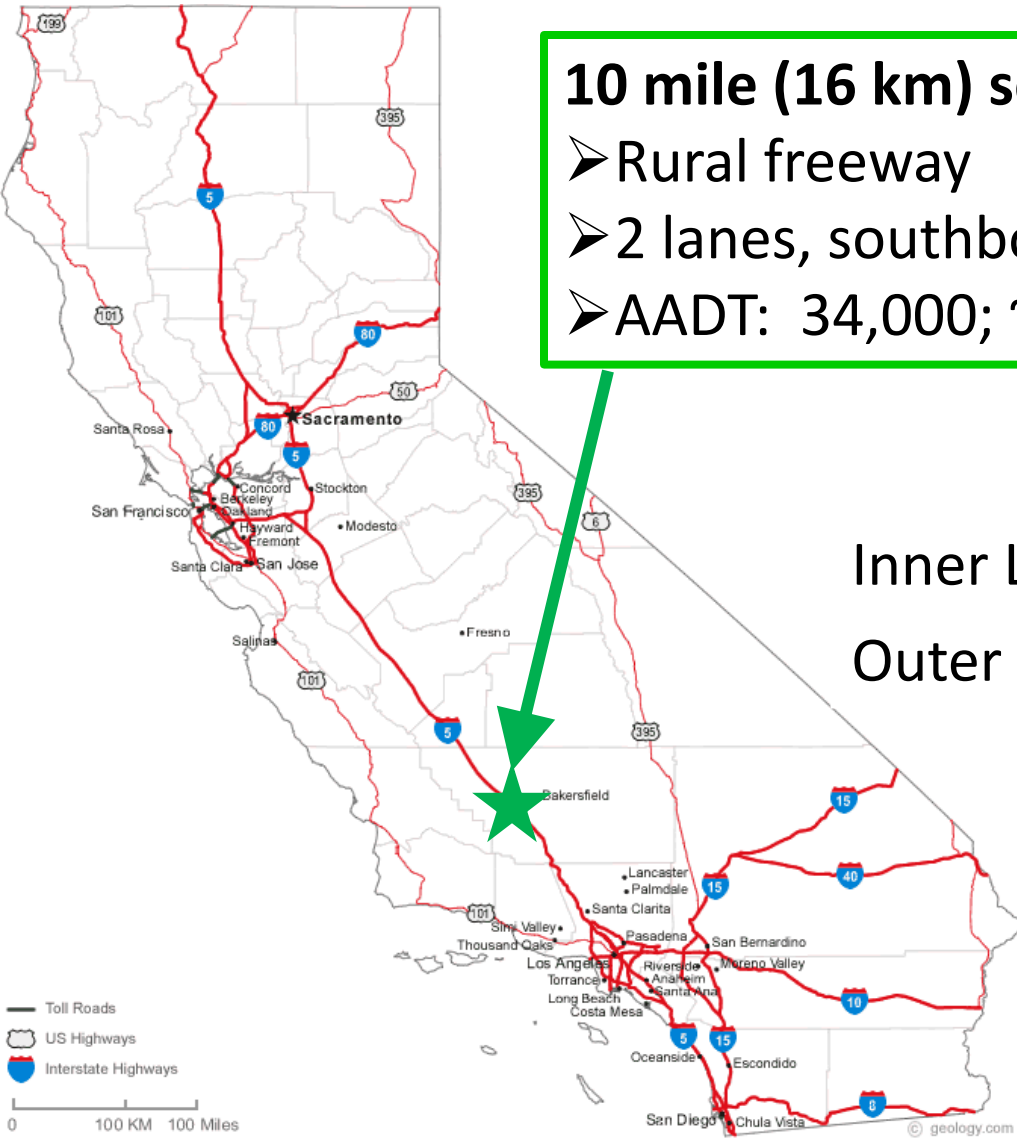 199
10 mile (16 km) s
➢Rural freeway
➢2 lanes, southb
➢AADT: 34,000;
395
5
101
80
50
Sacramento
80
5
Santa Rosa
Concord
Stockton
Berkeley
Oakland
San Francisco
Hayward
Modesto
Fremont
Santa Clara
San Jose
395
6
Inner L
Outer
Salinas
Fresno
101
5
395
Bakersfield
15
Lancaster
Palmdale
15
40
Santa Clarita
101
Simi Valley
Thousand Oaks
Pasadena
San Bernardino
Los Angeles
Riverside
Moreno Valley
Torrance
Anaheim
Santa Ana
Long Beach
Costa Mesa
10
Toll Roads
US Highways
Interstate Highways
5
15
Oceanside
Escondido
8
San Diego
Chula Vista
0 100 KM 100 Miles
© geology.com